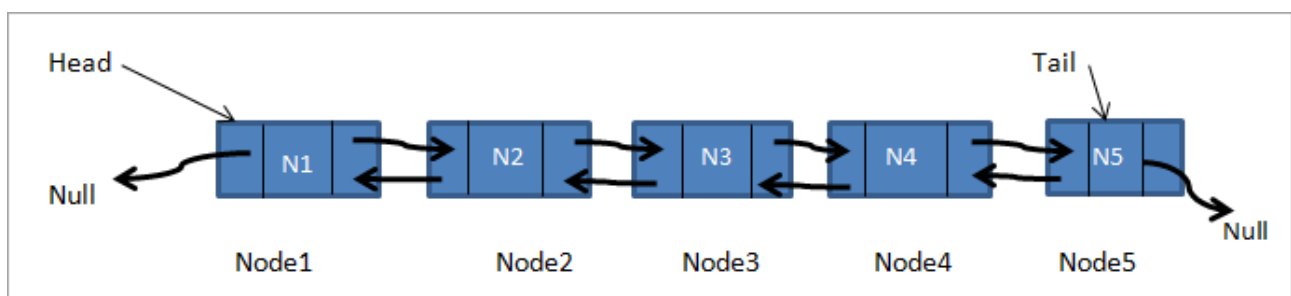 Head
Tail
N1 N2 N3 N4 N5
Null
Null
Node1 Node2 Node3 Node4 Node5